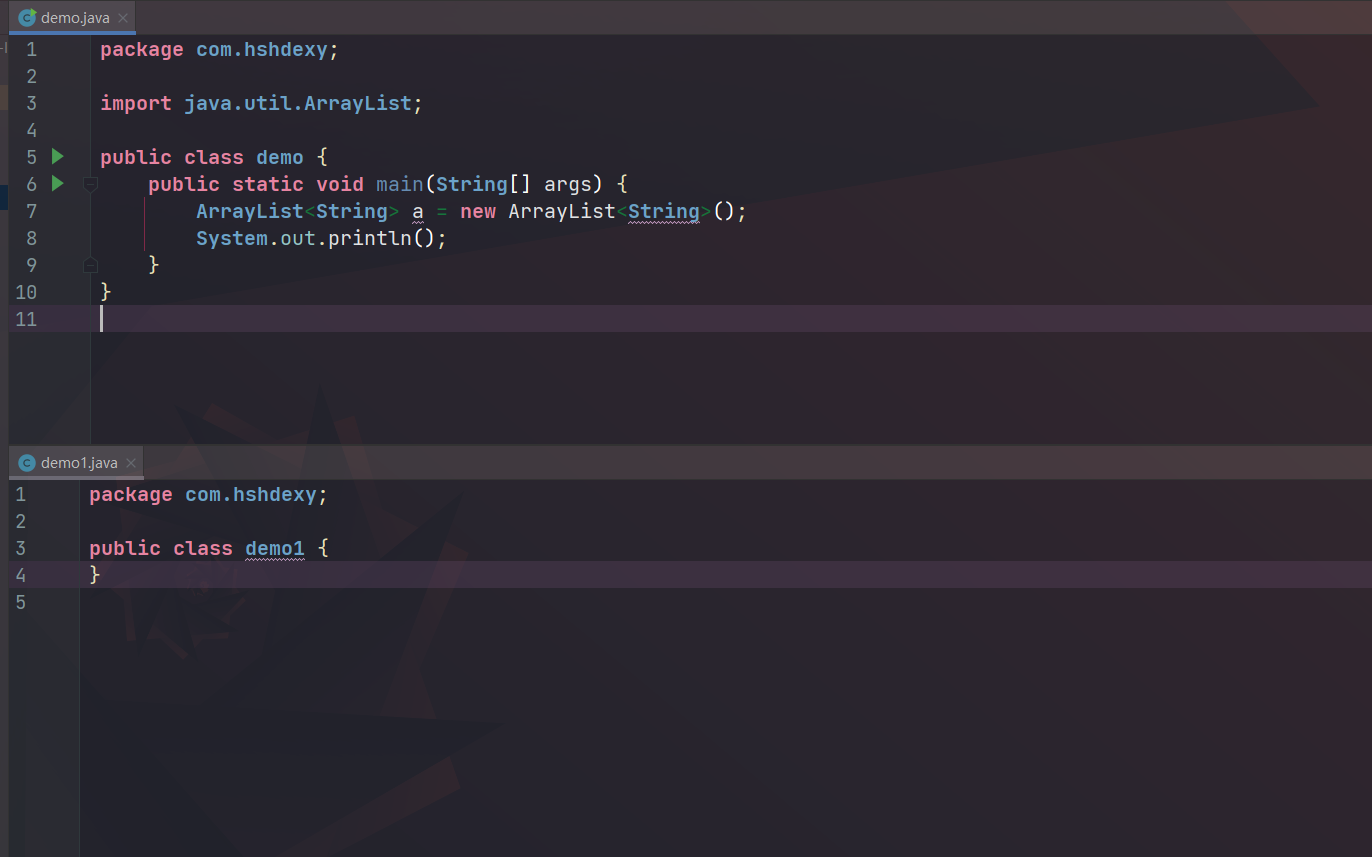 demo.java
1 package com.hshdexy;
2
3 import java.util.ArrayList;
4
5 public class demo {
6     public static void main(String[] args) {
7         ArrayList<String> a = new ArrayList<String>();
8         System.out.println();
9     }
10 }
11
demo1.java
1 package com.hshdexy;
2
3 public class demo1 {
4 }
5